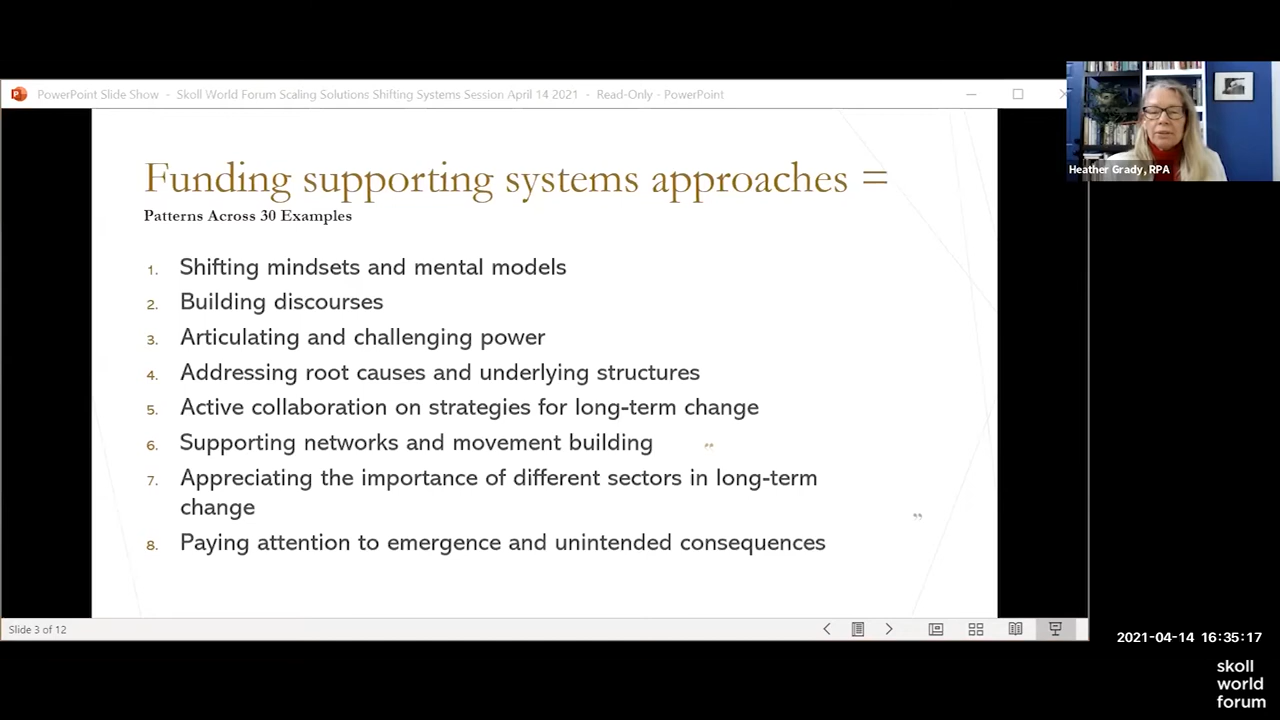 PowerPoint Slide Show - Skoll World Forum Scaling Solutions Shifting Systems Session April 14 2021 - Read-Only - PowerPoint
Heather Grady, RPA
Funding supporting systems approaches =
Patterns Across 30 Examples
1. Shifting mindsets and mental models
2. Building discourses
3. Articulating and challenging power
4. Addressing root causes and underlying structures
5. Active collaboration on strategies for long-term change
6. Supporting networks and movement building
”
7. Appreciating the importance of different sectors in long-term
change
”
8. Paying attention to emergence and unintended consequences
Slide 3 of 12
2021-04-14 16:35:17
skoll
world
forum